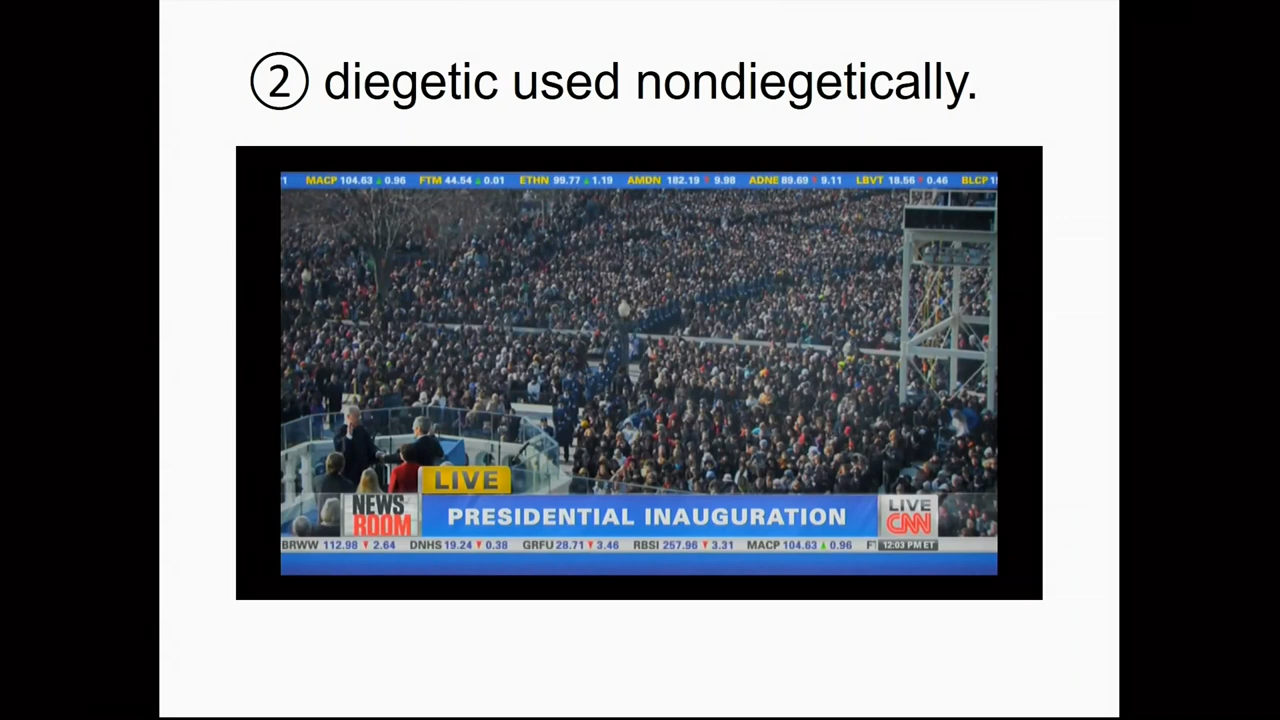 ② diegetic used nondiegetically.
MACP 104.63 ▲ 0.96 FTM 44.54 ▲ 0.01 ETHN 99.77 ▲ 1.19 AMDN 182.19 ▼ 9.98 ADNE 89.69 ▼ 9.11 LBVT 18.56 ▼ 0.46 BLCP
LIVE
NEWS ROOM
PRESIDENTIAL INAUGURATION
LIVE CNN
BRWW 112.98 ▼ 2.64 DNHS 19.24 ▼ 0.38 GRFU 28.71 ▼ 3.46 RBSI 257.96 ▼ 3.31 MACP 104.63 ▲ 0.96
12:03 PM ET